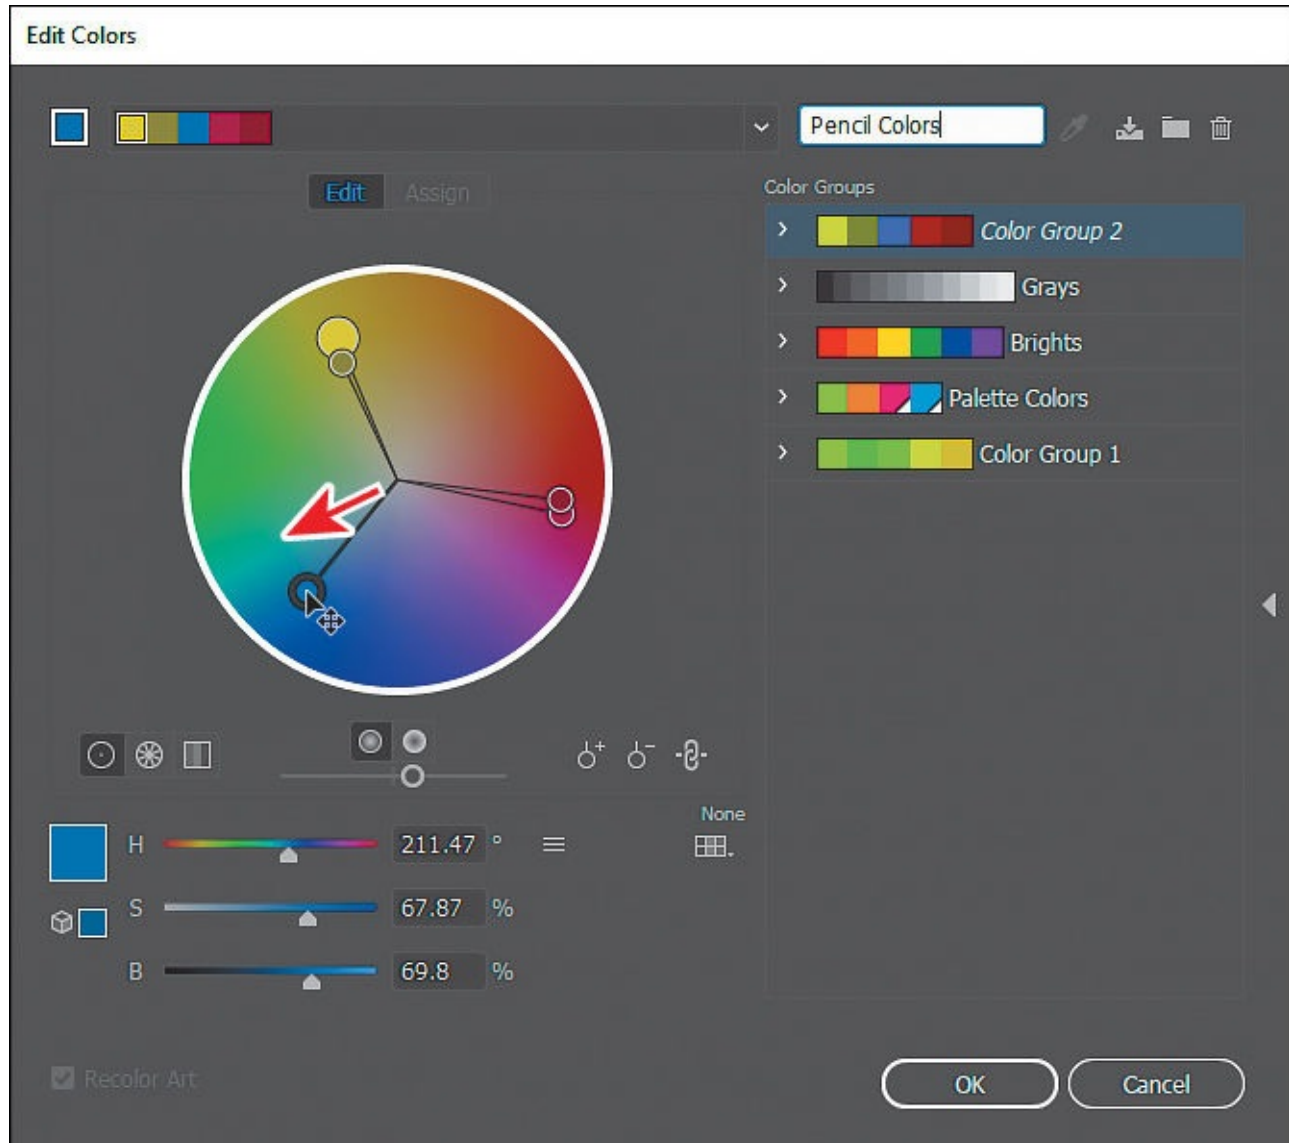 Edit Colors
Pencil Colors
Edit Assign
Color Groups
Color Group 2
Grays
Brights
Palette Colors
Color Group 1
None
H 211.47 °
S 67.87 %
B 69.8 %
Recolor Art
OK Cancel